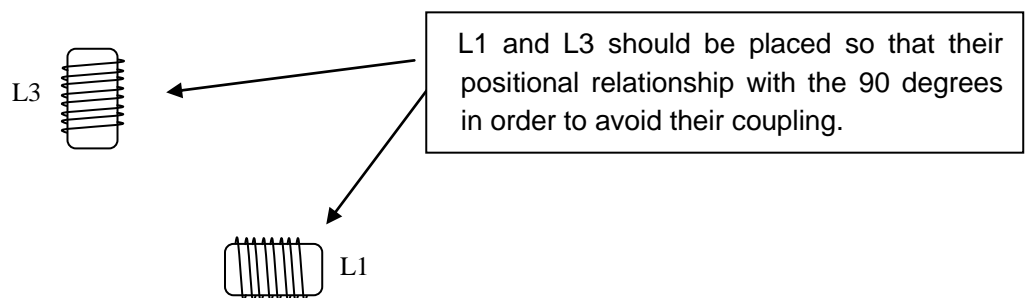 L1 and L3 should be placed so that their
positional relationship with the 90 degrees
in order to avoid their coupling.
L3
L1